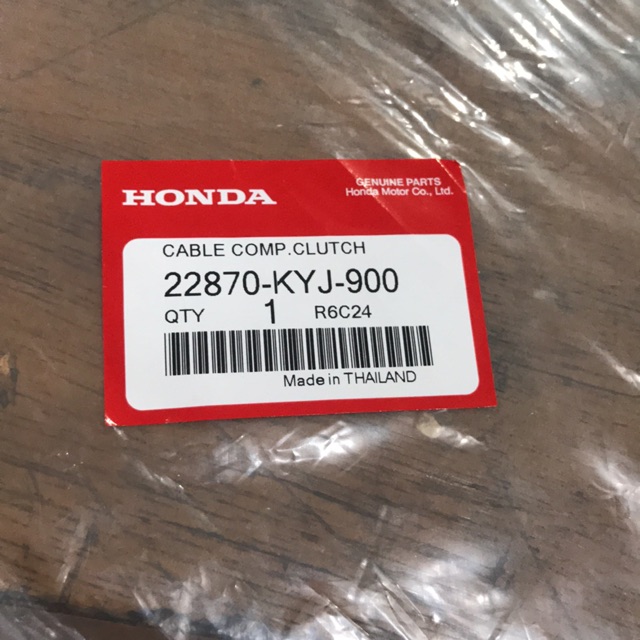 HONDA
GENUINE PARTS
Honda Motor Co., Ltd.
CABLE COMP.CLUTCH
22870-KYJ-900
QTY 1 R6C24
Made in THAILAND